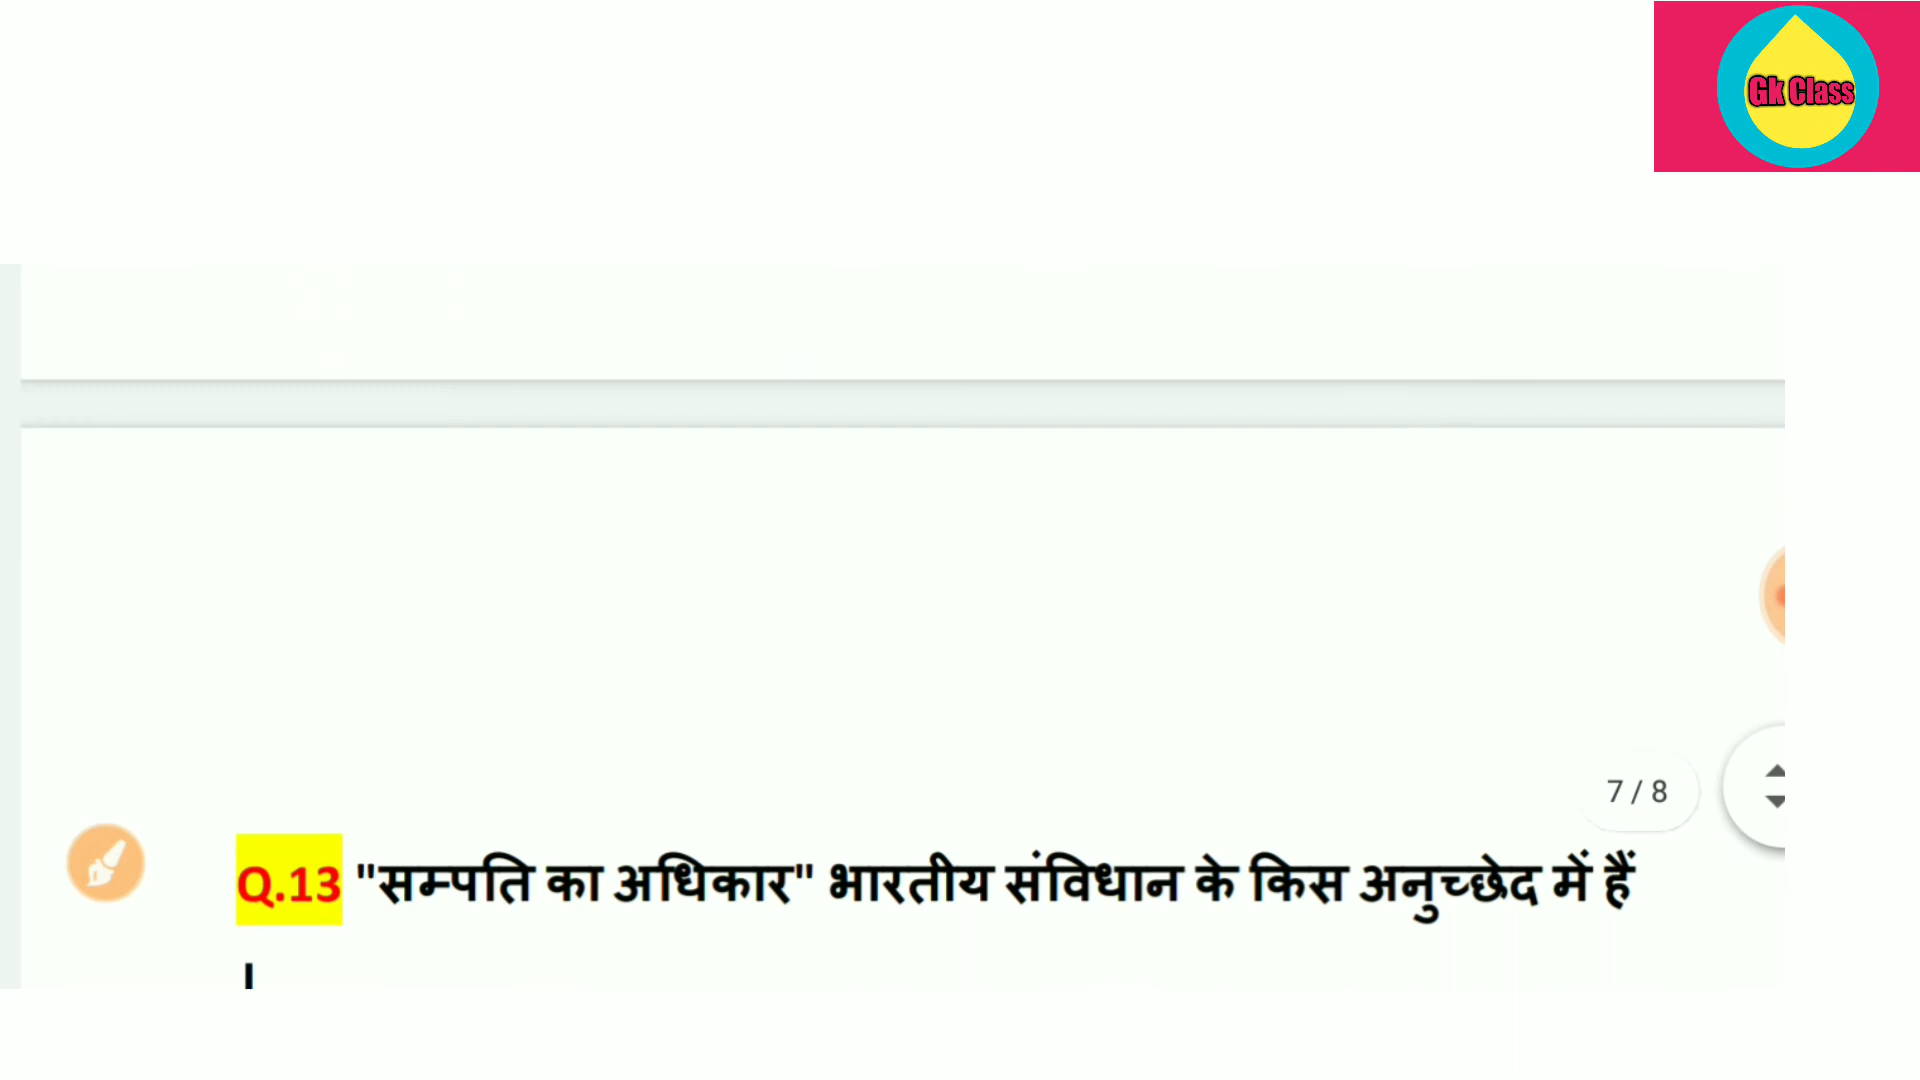 Gk Class
7 / 8
Q.13 "सम्पति का अधिकार" भारतीय संविधान के किस अनुच्छेद में हैं
।